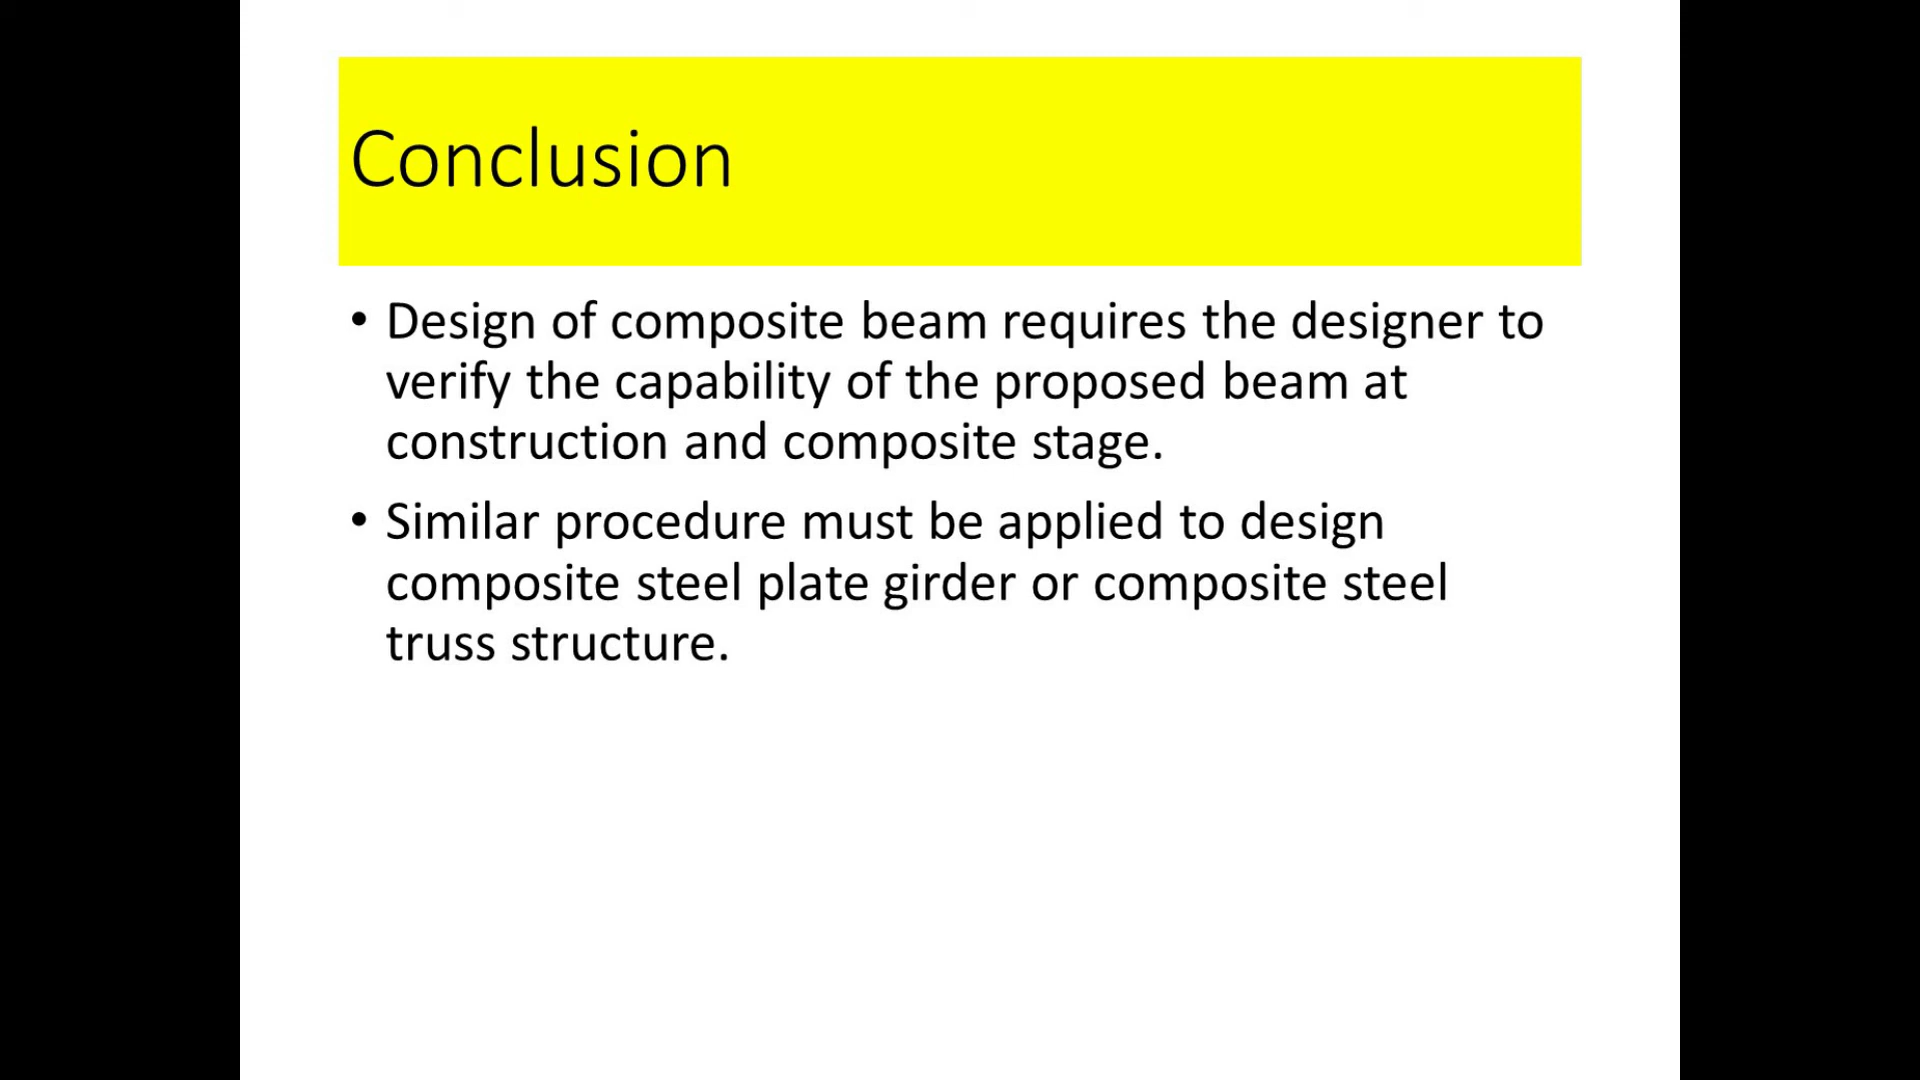 Conclusion
• Design of composite beam requires the designer to
verify the capability of the proposed beam at
construction and composite stage.
• Similar procedure must be applied to design
composite steel plate girder or composite steel
truss structure.